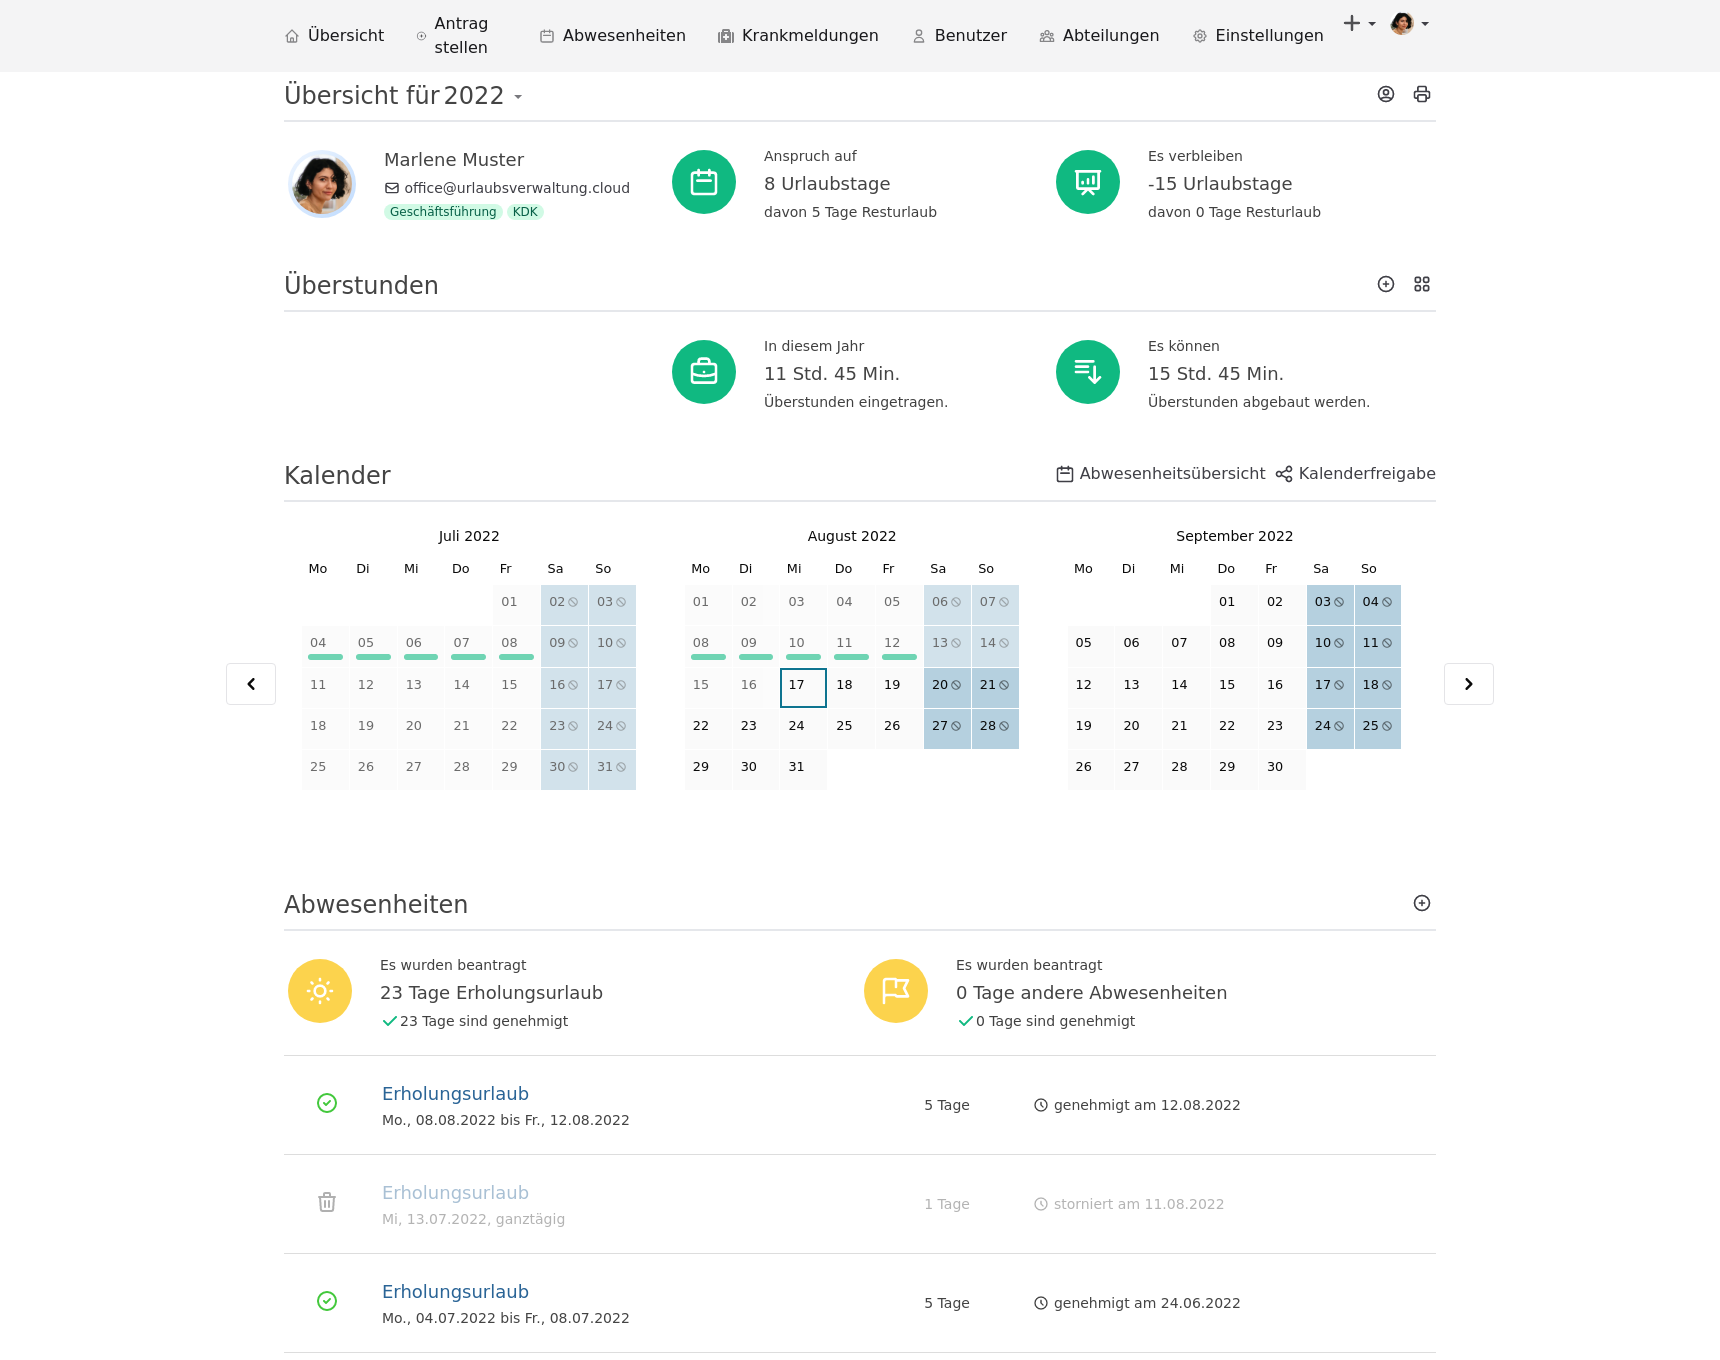 Übersicht
Antrag stellen
Abwesenheiten
Krankmeldungen
Benutzer
Abteilungen
Einstellungen
Übersicht für 2022
Marlene Muster
office@urlaubsverwaltung.cloud
Geschäftsführung KDK
Anspruch auf
8 Urlaubstage
davon 5 Tage Resturlaub
Es verbleiben
-15 Urlaubstage
davon 0 Tage Resturlaub
Überstunden
In diesem Jahr
11 Std. 45 Min.
Überstunden eingetragen.
Es können
15 Std. 45 Min.
Überstunden abgebaut werden.
Kalender
Abwesenheitsübersicht Kalenderfreigabe
Juli 2022
Mo Di Mi Do Fr Sa So
01 02 03
04 05 06 07 08 09 10
11 12 13 14 15 16 17
18 19 20 21 22 23 24
25 26 27 28 29 30 31
August 2022
Mo Di Mi Do Fr Sa So
01 02 03 04 05 06 07
08 09 10 11 12 13 14
15 16 17 18 19 20 21
22 23 24 25 26 27 28
29 30 31
September 2022
Mo Di Mi Do Fr Sa So
01 02 03 04
05 06 07 08 09 10 11
12 13 14 15 16 17 18
19 20 21 22 23 24 25
26 27 28 29 30
Abwesenheiten
Es wurden beantragt
23 Tage Erholungsurlaub
23 Tage sind genehmigt
Es wurden beantragt
0 Tage andere Abwesenheiten
0 Tage sind genehmigt
Erholungsurlaub
Mo., 08.08.2022 bis Fr., 12.08.2022
5 Tage
genehmigt am 12.08.2022
Erholungsurlaub
Mi, 13.07.2022, ganztägig
1 Tage
storniert am 11.08.2022
Erholungsurlaub
Mo., 04.07.2022 bis Fr., 08.07.2022
5 Tage
genehmigt am 24.06.2022